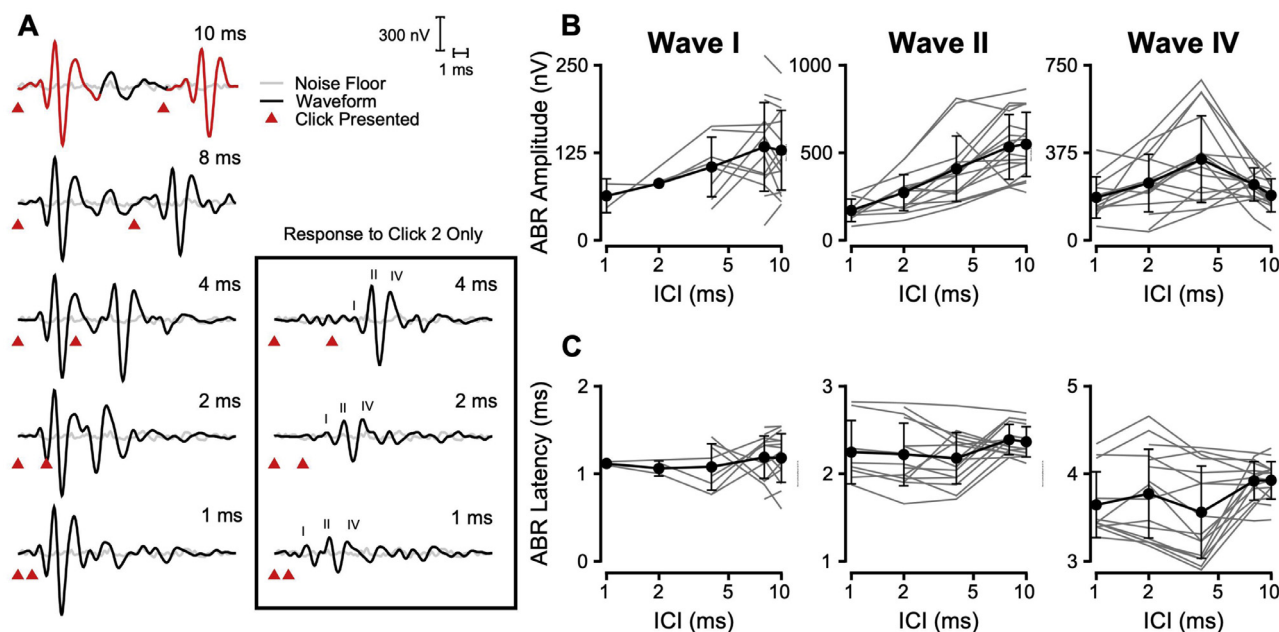 A
10 ms
300 nV
1 ms
Noise Floor
Waveform
Click Presented
8 ms
4 ms
2 ms
1 ms
Response to Click 2 Only
4 ms
I
II
IV
2 ms
I
II
IV
1 ms
I
II
IV
B
Wave I
Wave II
Wave IV
ABR Amplitude (nV)
250
125
0
1
2
5
10
ICI (ms)
1000
500
0
1
2
5
10
ICI (ms)
750
375
0
1
2
5
10
ICI (ms)
C
ABR Latency (ms)
2
1
0
1
2
5
10
ICI (ms)
3
2
1
1
2
5
10
ICI (ms)
5
4
3
1
2
5
10
ICI (ms)